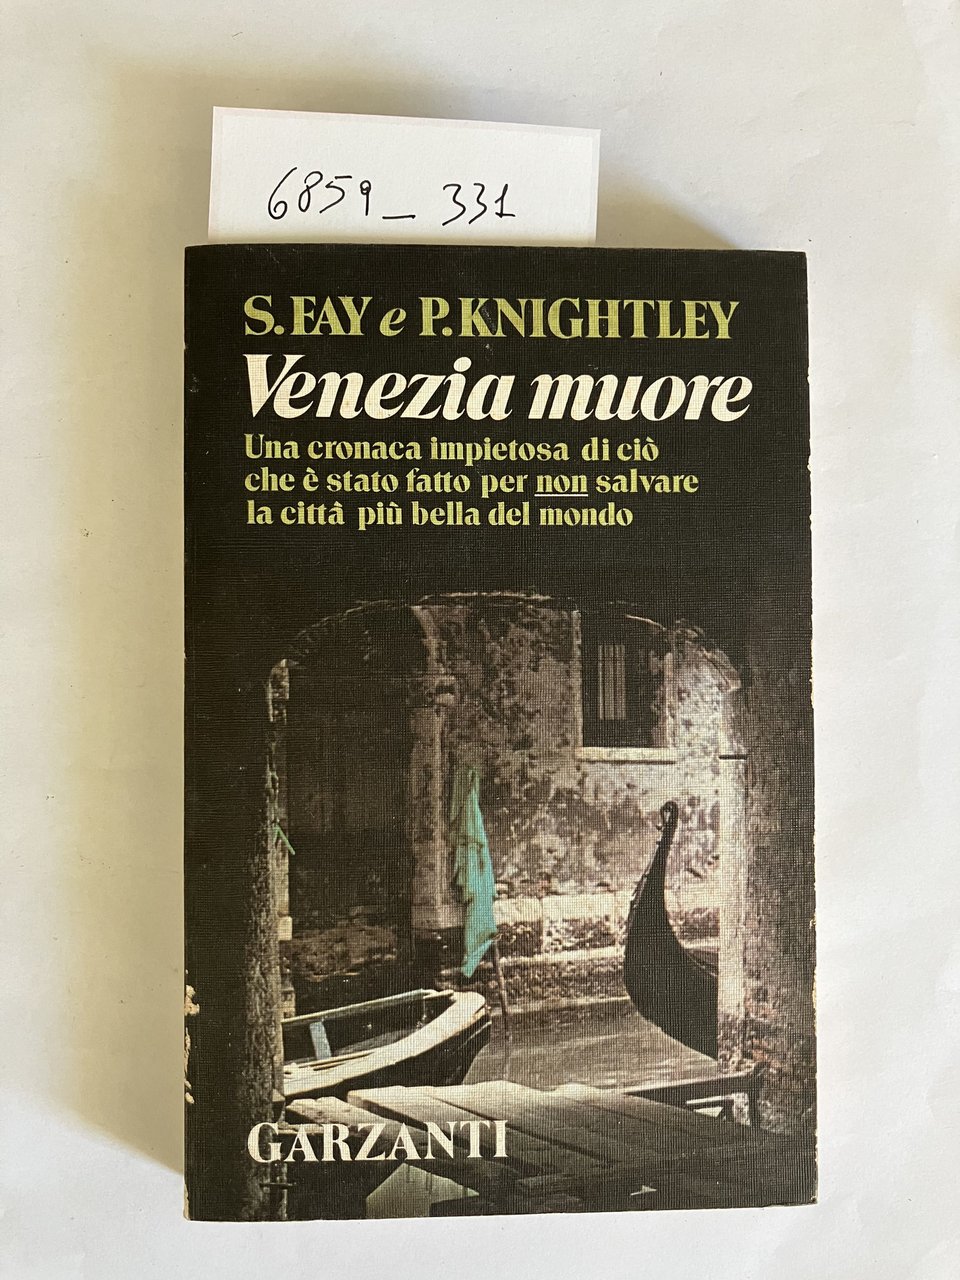 6859_331
S. FAY e P. KNIGHTLEY
Venezia muore
Una cronaca impietosa di ciò
che è stato fatto per non salvare
la città più bella del mondo
GARZANTI